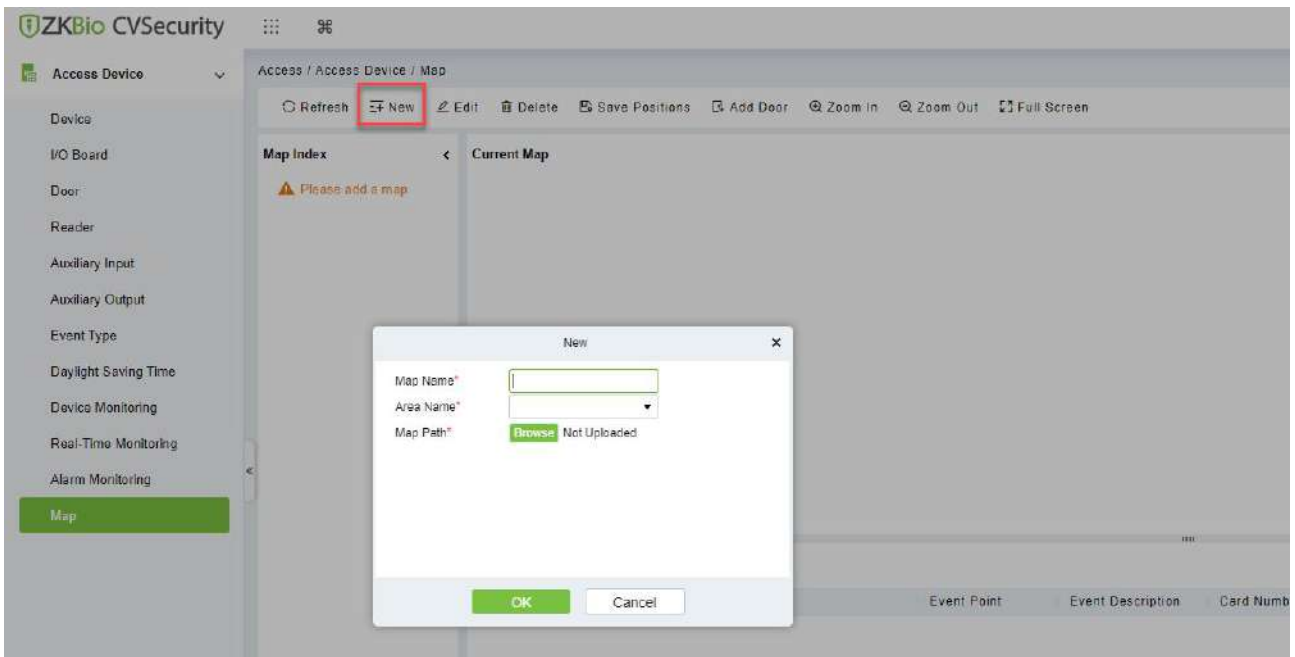 ZKBio CVSecurity
Access Device
Access / Access Device / Map
Refresh New Edit Delete Save Positions Add Door Zoom In Zoom Out Full Screen
Device
I/O Board
Door
Reader
Auxiliary Input
Auxiliary Output
Event Type
Daylight Saving Time
Device Monitoring
Real-Time Monitoring
Alarm Monitoring
Map
Map Index
Current Map
Please add a map
New
Map Name*
Area Name*
Map Path* Browse Not Uploaded
OK Cancel
Event Point Event Description Card Numb